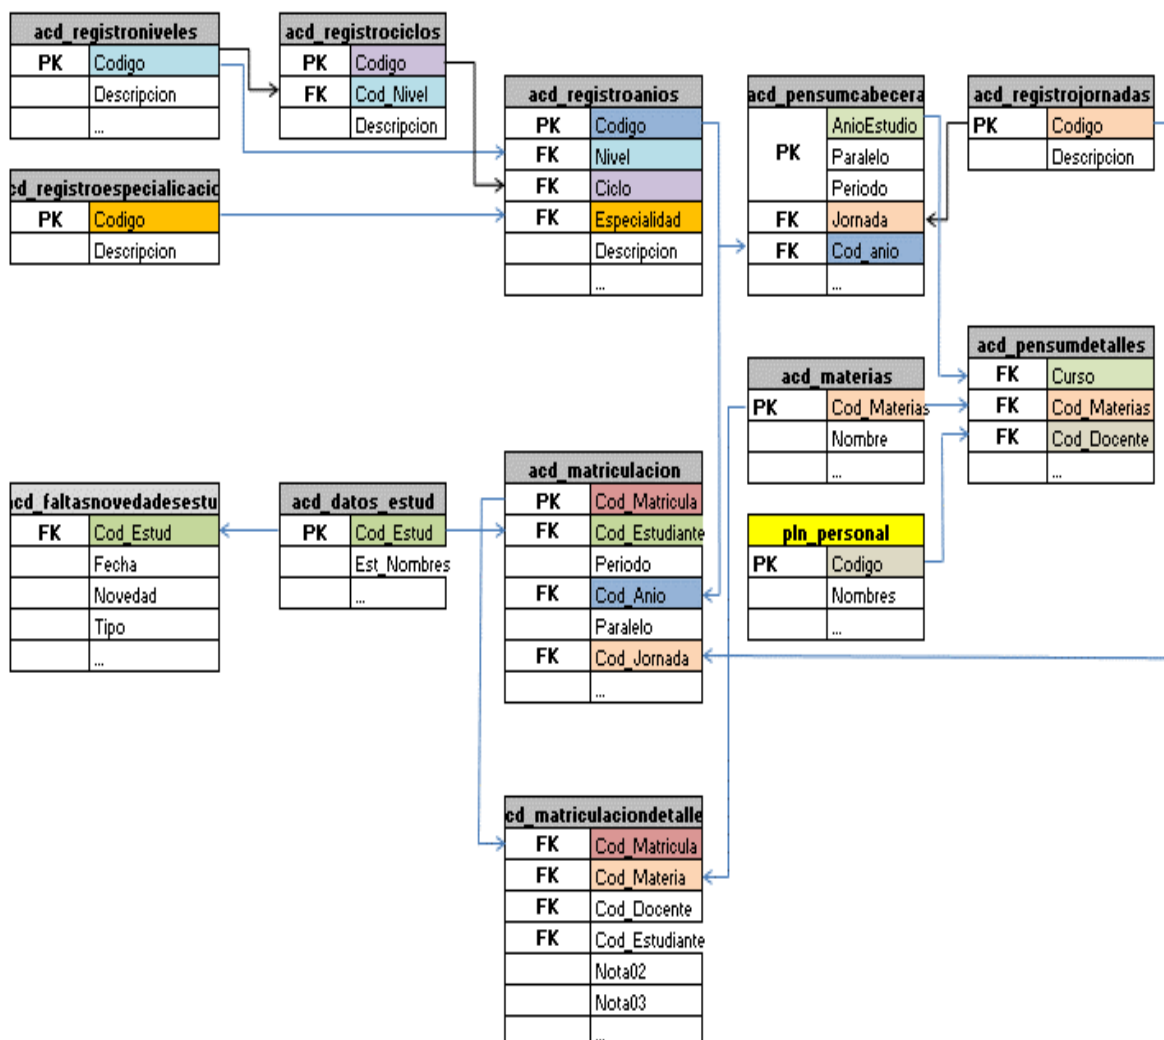 acd_registroniveles
PK Codigo
Descripcion
...
acd_registrociclos
PK Codigo
FK Cod_Nivel
Descripcion
acd_registroanios
PK Codigo
FK Nivel
FK Ciclo
FK Especialidad
Descripcion
...
acd_pensumcabecera
AnioEstudio
PK Paralelo
Periodo
FK Jornada
FK Cod_anio
...
acd_registrojornadas
PK Codigo
Descripcion
cd_registroespecialicacio
PK Codigo
Descripcion
acd_materias
PK Cod_Materias
Nombre
...
acd_pensumdetalles
FK Curso
FK Cod_Materias
FK Cod_Docente
...
acd_faltasnovedadesestu
FK Cod_Estud
Fecha
Novedad
Tipo
...
acd_datos_estud
PK Cod_Estud
Est_Nombres
...
acd_matriculacion
PK Cod_Matricula
FK Cod_Estudiante
Periodo
FK Cod_Anio
Paralelo
FK Cod_Jornada
...
pln_personal
PK Codigo
Nombres
...
cd_matriculaciondetalle
FK Cod_Matricula
FK Cod_Materia
FK Cod_Docente
FK Cod_Estudiante
Nota02
Nota03
...